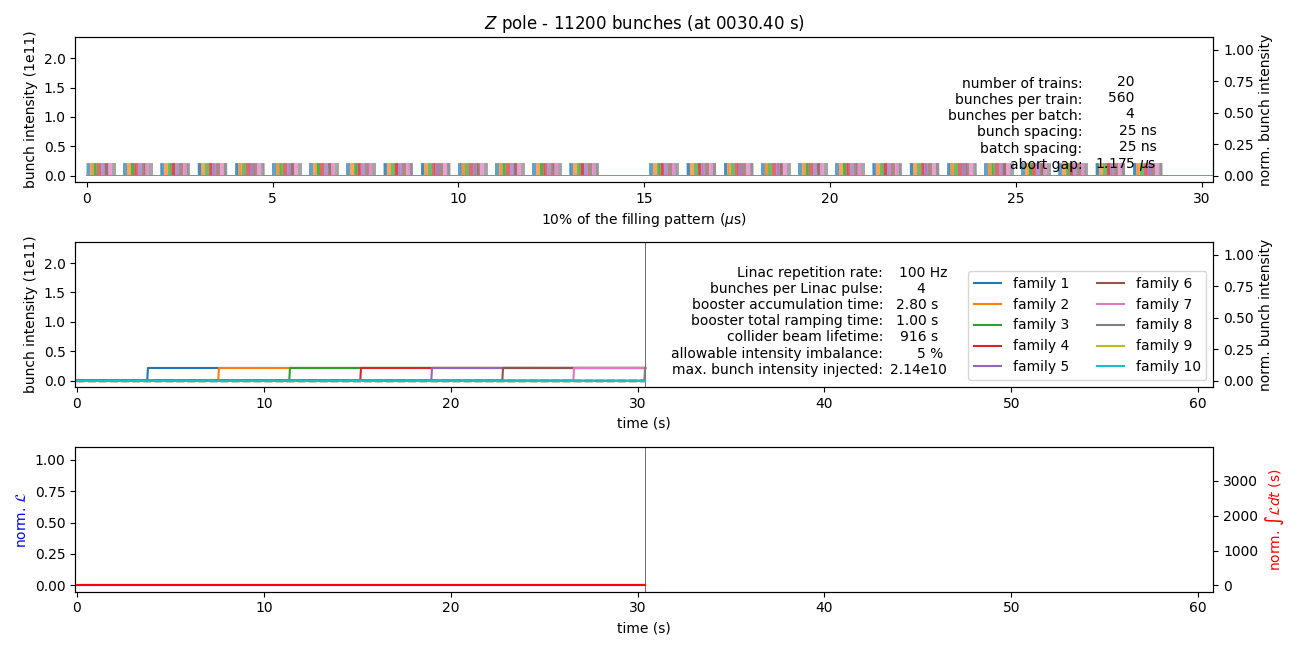 Z pole - 11200 bunches (at 0030.40 s)
bunch intensity (1e11)
2.0
1.5
1.0
0.5
0.0
number of trains: 20
bunches per train: 560
bunches per batch: 4
bunch spacing: 25 ns
batch spacing: 25 ns
abort gap: 1.175 μs
1.00
0.75
0.50
0.25
0.00
norm. bunch intensity
0 5 10 15 20 25 30
10% of the filling pattern (μs)
bunch intensity (1e11)
2.0
1.5
1.0
0.5
0.0
Linac repetition rate: 100 Hz
bunches per Linac pulse: 4
booster accumulation time: 2.80 s
booster total ramping time: 1.00 s
collider beam lifetime: 916 s
allowable intensity imbalance: 5 %
max. bunch intensity injected: 2.14e10
family 1 family 6
family 2 family 7
family 3 family 8
family 4 family 9
family 5 family 10
1.00
0.75
0.50
0.25
0.00
norm. bunch intensity
0 10 20 30 40 50 60
time (s)
norm. ℒ
1.00
0.75
0.50
0.25
0.00
3000
2000
1000
0
norm. ∫ℒdt (s)
0 10 20 30 40 50 60
time (s)